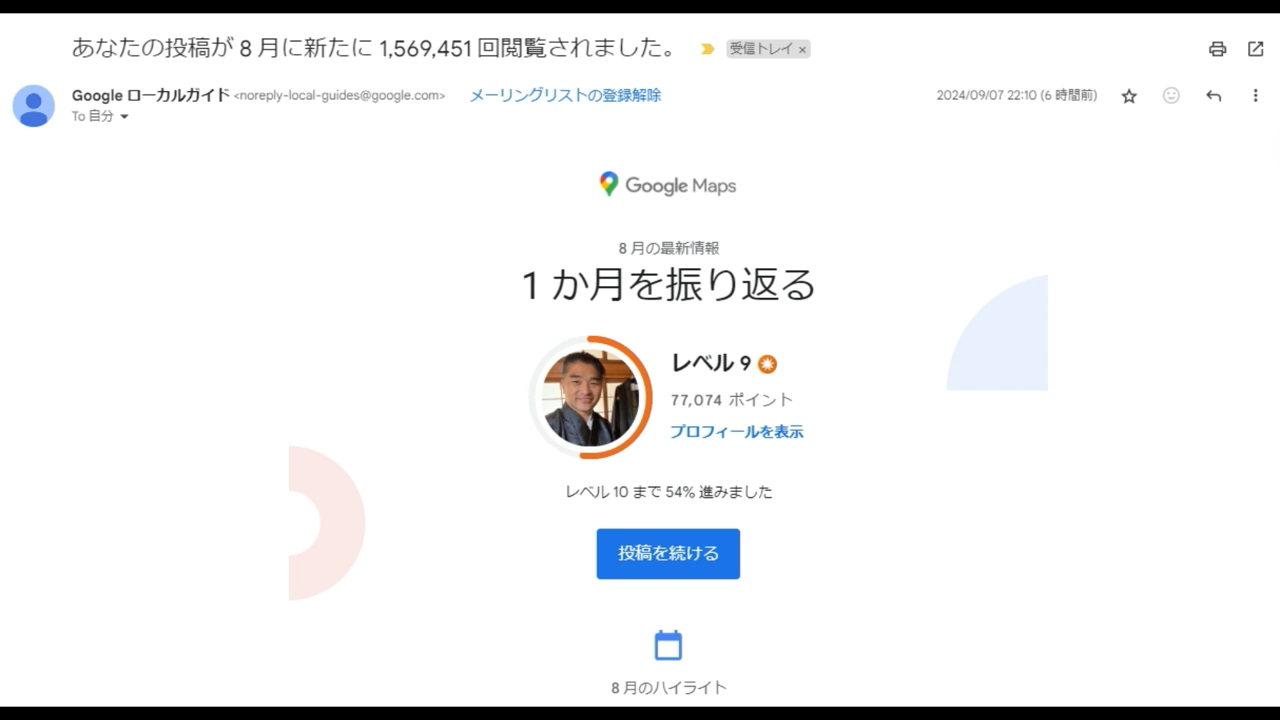 あなたの投稿が 8 月に新たに 1,569,451 回閲覧されました。 受信トレイ ×
Google ローカルガイド <noreply-local-guides@google.com> メーリングリストの登録解除 2024/09/07 22:10 (6 時間前)
To 自分
Google Maps
8 月の最新情報
1 か月を振り返る
レベル 9
77,074 ポイント
プロフィールを表示
レベル 10 まで 54% 進みました
投稿を続ける
8 月のハイライト